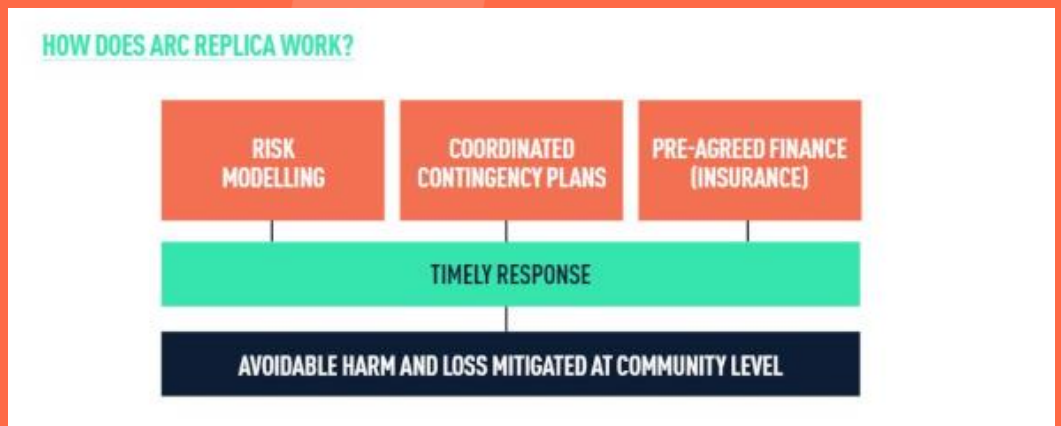 HOW DOES ARC REPLICA WORK?
RISK
MODELLING
COORDINATED
CONTINGENCY PLANS
PRE-AGREED FINANCE
(INSURANCE)
TIMELY RESPONSE
AVOIDABLE HARM AND LOSS MITIGATED AT COMMUNITY LEVEL